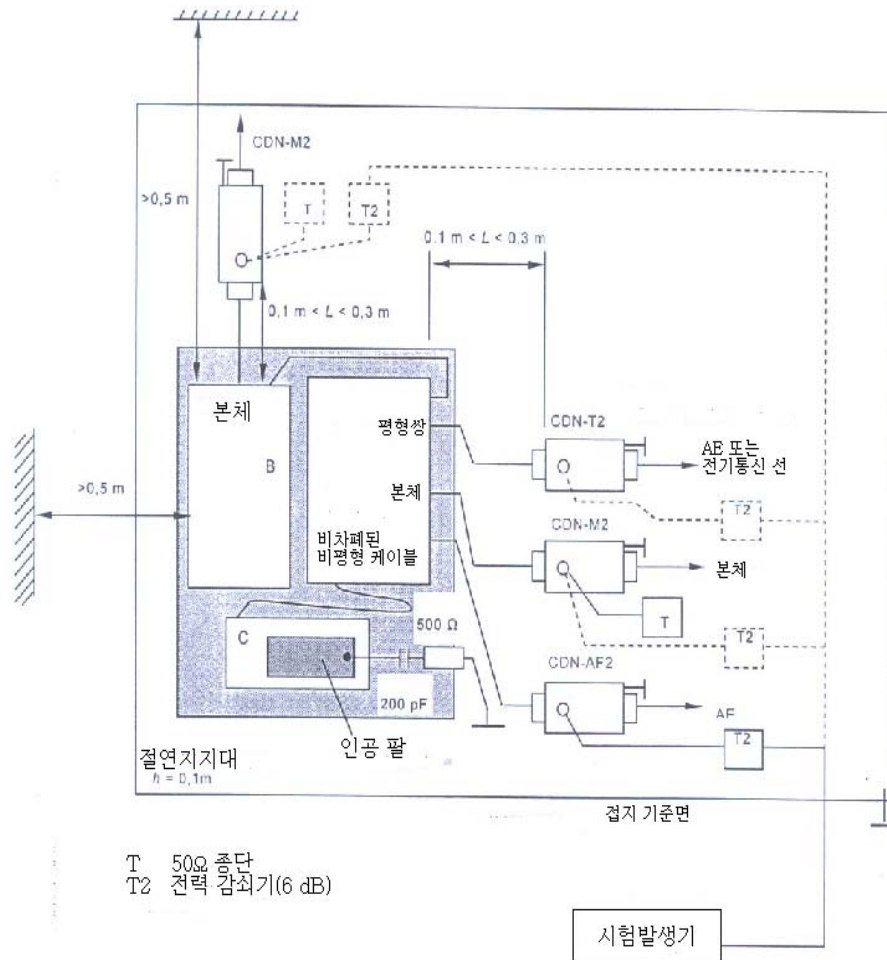 CDN-M2
>0,5 m
T
T2
0.1 m < L < 0,3 m
0,1 m < L < 0,3 m
본체
B
평형쌍
CDN-T2
AE 또는
전기통신 선
>0,5 m
T2
본체
CDN-M2
비차폐된
비평형 케이블
본체
T
500 Ω
T2
C
CDN-AF2
200 pF
AE
T2
인공 팔
절연지지대
h = 0,1m
접지 기준면
T 50Ω 종단
T2 전력 감쇠기(6 dB)
시험발생기